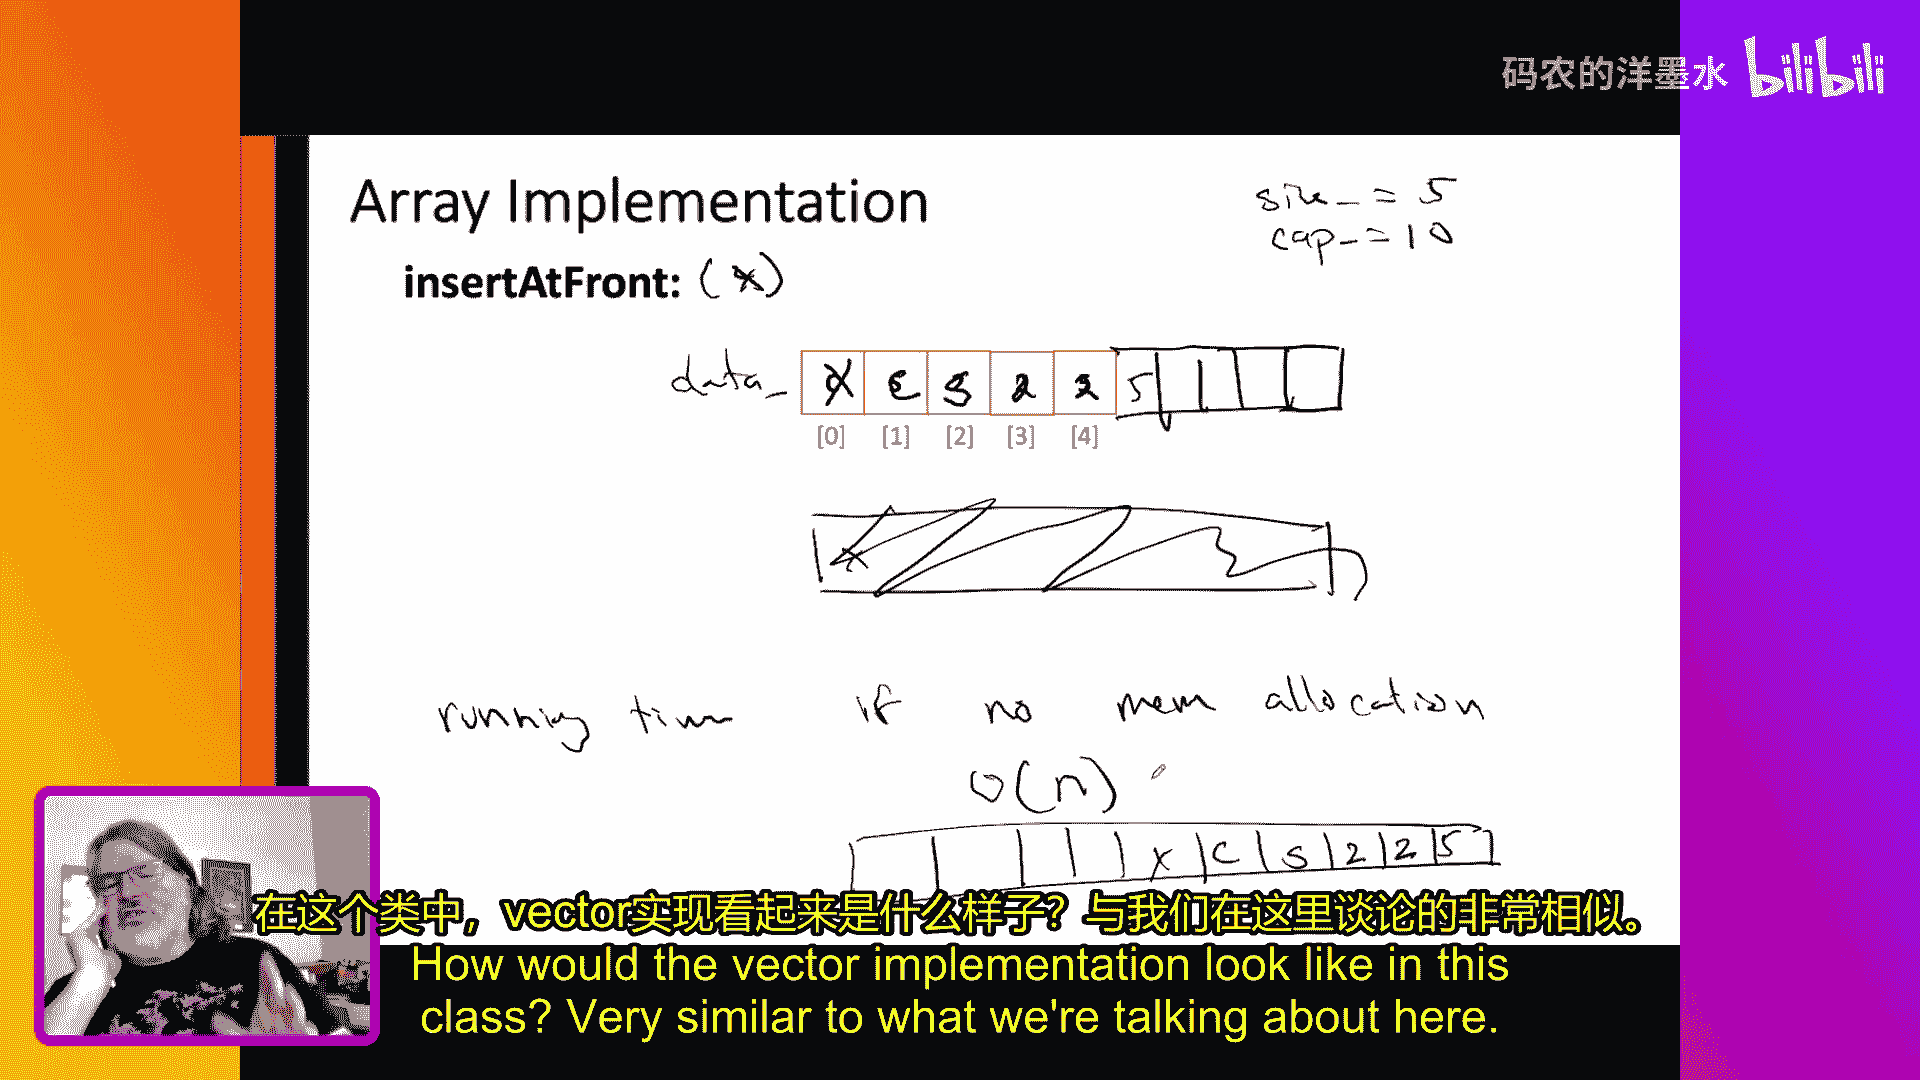 码农的洋墨水 bilibili
Array Implementation
size_ = 5
cap_ = 10
insertAtFront: (x)
data_ X C S 2 2 5
[0] [1] [2] [3] [4]
x
running time if no mem allocation
O(n)
X C S 2 2 5
在这个类中，vector实现看起来是什么样子？与我们在这里谈论的非常相似。
How would the vector implementation look like in this
class? Very similar to what we're talking about here.